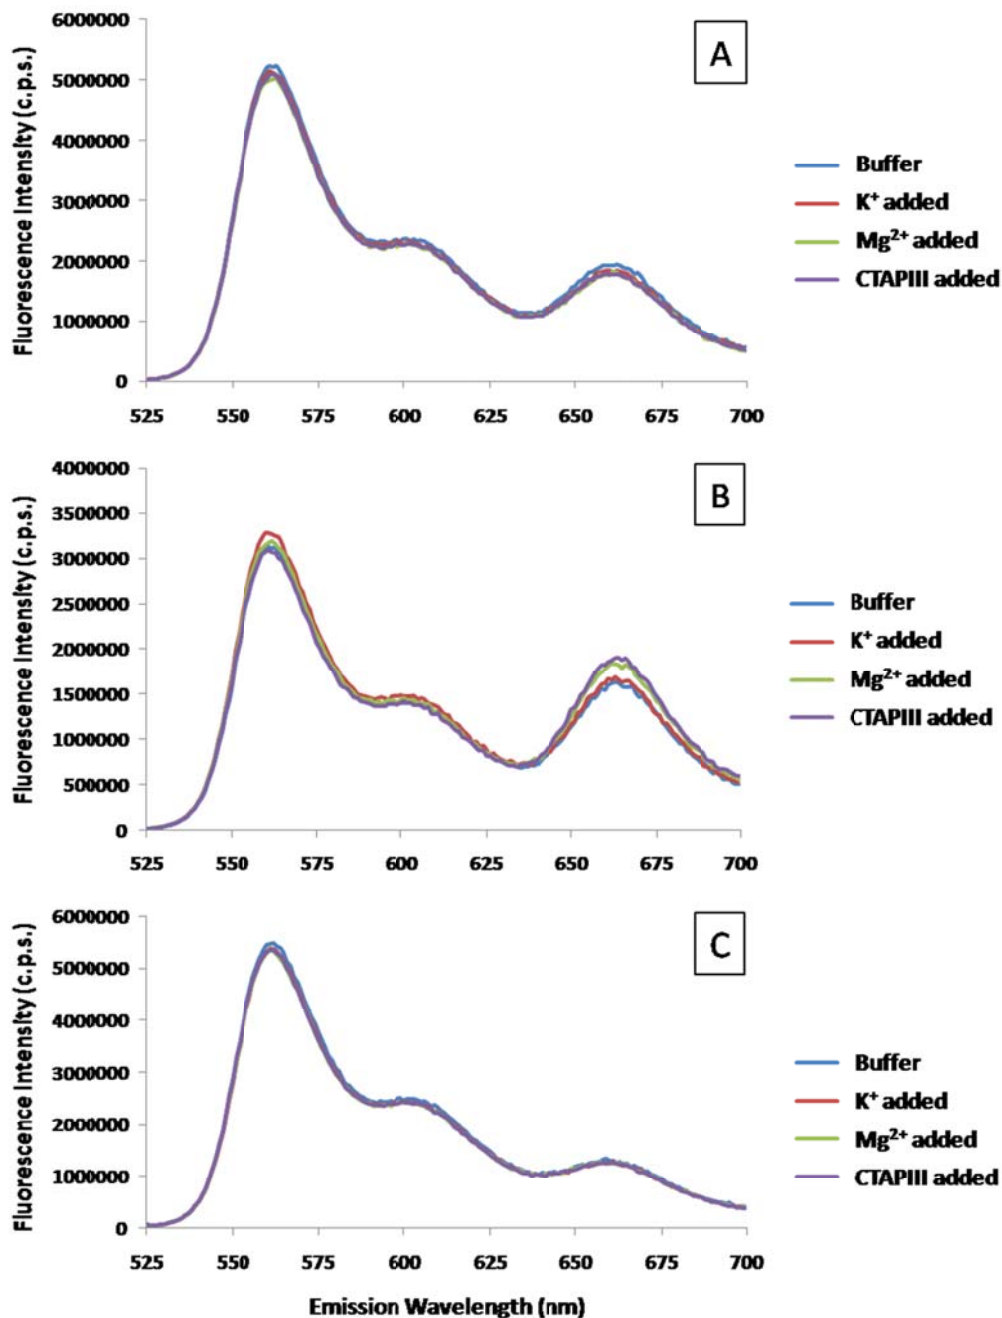 A
Fluorescence Intensity (c.p.s.)
6000000
5000000
4000000
3000000
2000000
1000000
0
525 550 575 600 625 650 675 700
Buffer
K⁺ added
Mg²⁺ added
CTAPIII added
B
Fluorescence Intensity (c.p.s.)
4000000
3500000
3000000
2500000
2000000
1500000
1000000
500000
0
525 550 575 600 625 650 675 700
Buffer
K⁺ added
Mg²⁺ added
CTAPIII added
C
Fluorescence Intensity (c.p.s.)
6000000
5000000
4000000
3000000
2000000
1000000
0
525 550 575 600 625 650 675 700
Buffer
K⁺ added
Mg²⁺ added
CTAPIII added
Emission Wavelength (nm)